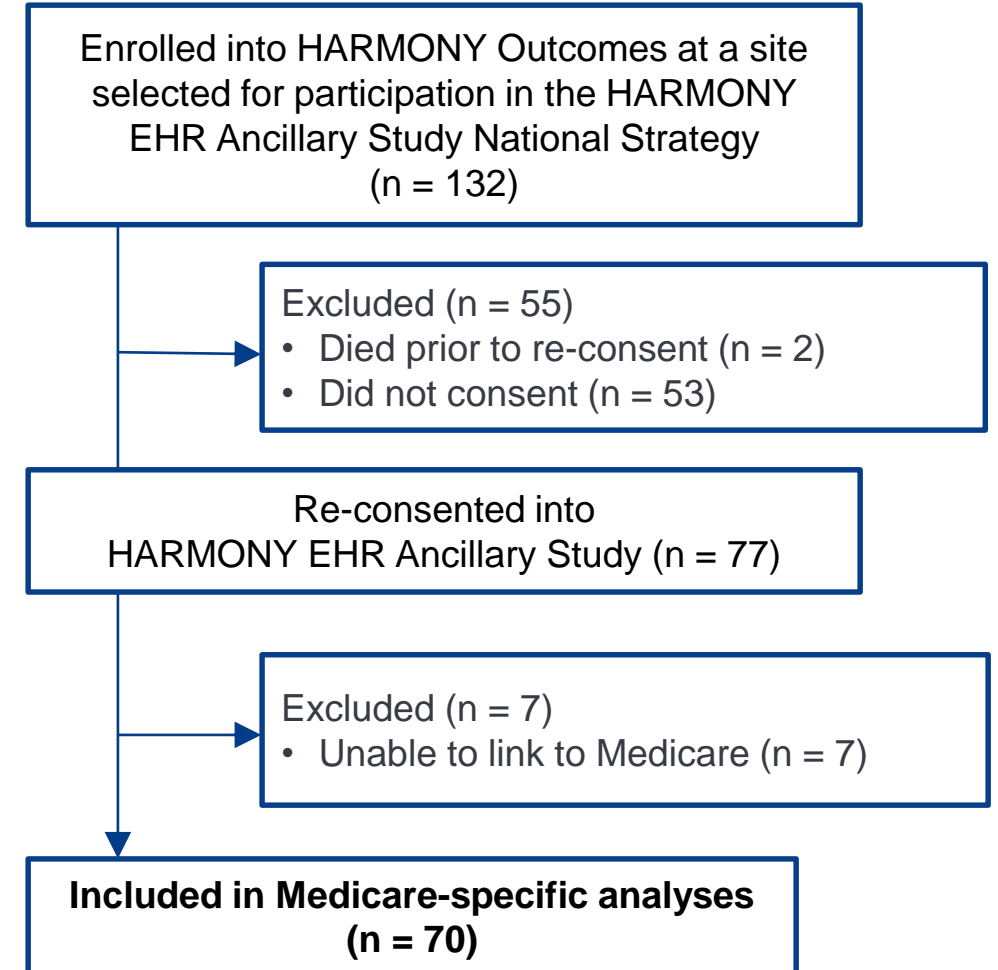 Enrolled into HARMONY Outcomes at a site
selected for participation in the HARMONY
EHR Ancillary Study National Strategy
(n = 132)
Excluded (n = 55)
• Died prior to re-consent (n = 2)
• Did not consent (n = 53)
Re-consented into
HARMONY EHR Ancillary Study (n = 77)
Excluded (n = 7)
• Unable to link to Medicare (n = 7)
Included in Medicare-specific analyses
(n = 70)